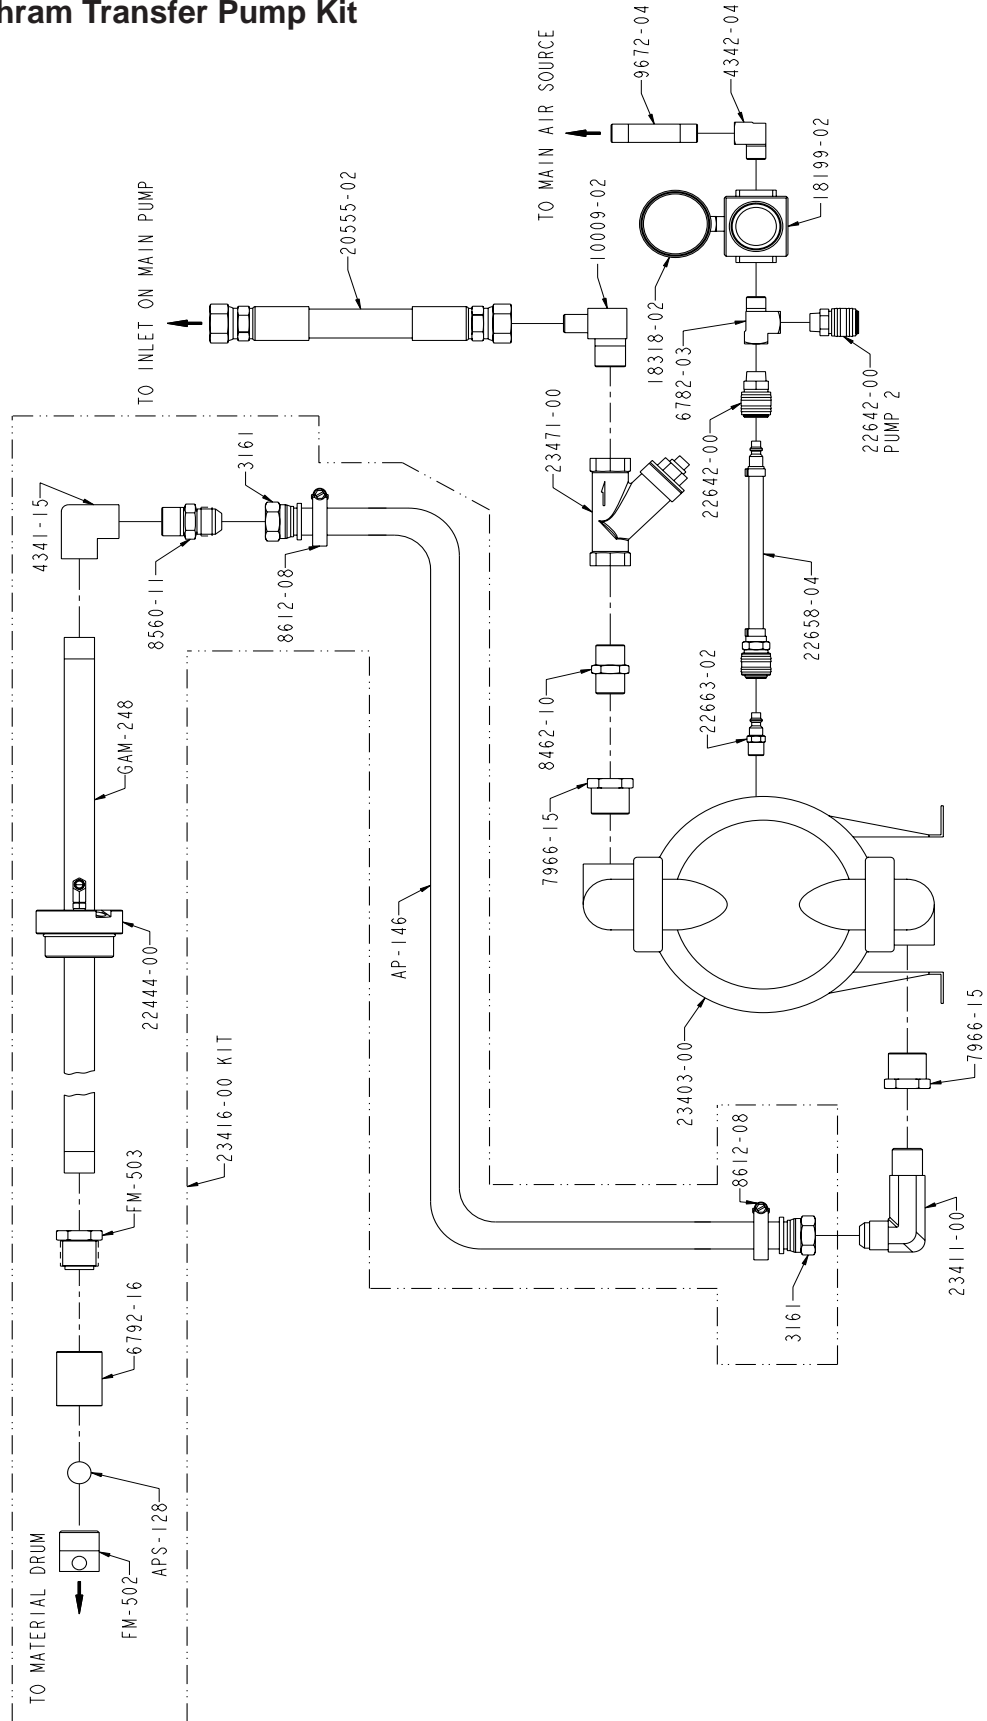 hram Transfer Pump Kit
TO INLET ON MAIN PUMP
20555-02
TO MAIN AIR SOURCE
9672-04
4342-04
18199-02
10009-02
18318-02
6782-03
22642-00
PUMP 2
22642-00
23471-00
22658-04
22663-02
8462-10
7966-15
4341-15
8560-11
3161
8612-08
GAM-248
22444-00
AP-146
23416-00 KIT
23403-00
7966-15
23411-00
8612-08
3161
FM-503
6792-16
APS-128
FM-502
TO MATERIAL DRUM